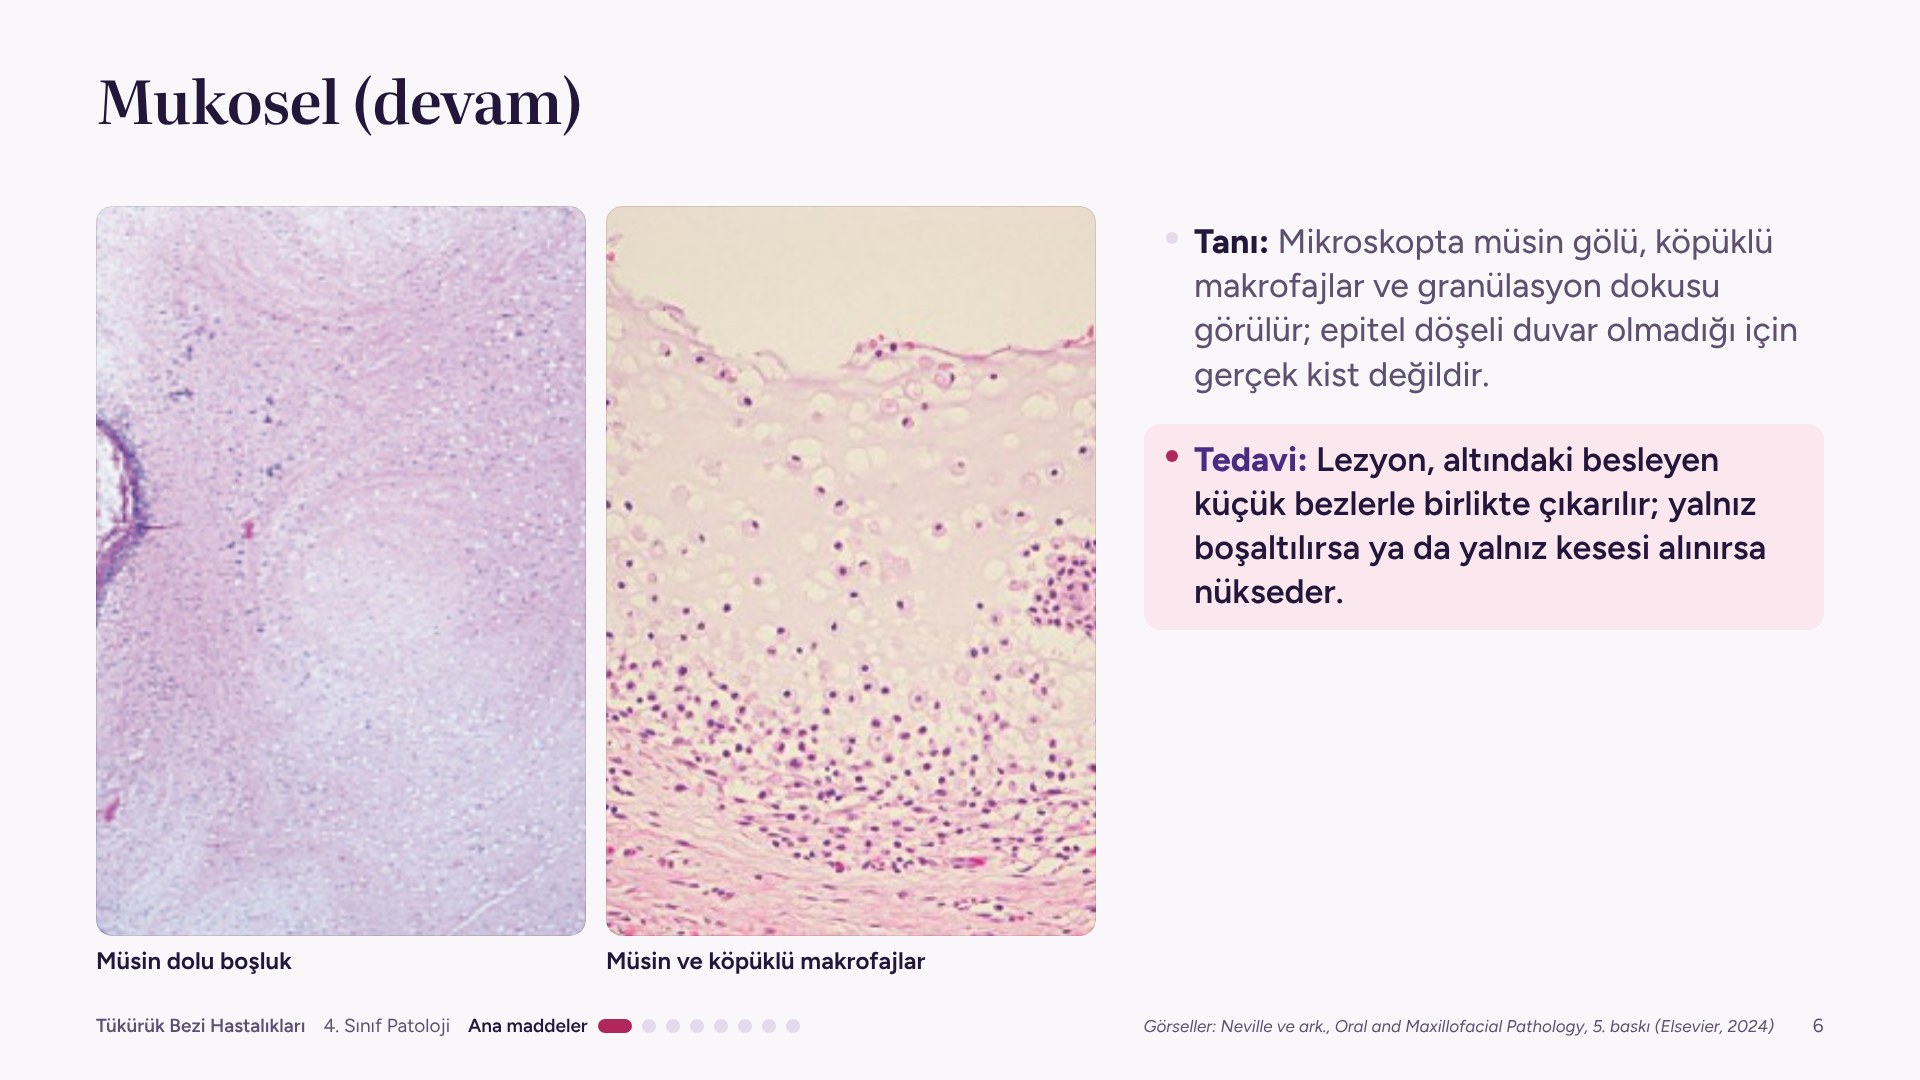 Mukosel (devam)
Tanı: Mikroskopta müsin gölü, köpüklü
makrofajlar ve granülasyon dokusu
görülür; epitel döşeli duvar olmadığı için
gerçek kist değildir.
Tedavi: Lezyon, altındaki besleyen
küçük bezlerle birlikte çıkarılır; yalnız
boşaltılırsa ya da yalnız kesesi alınırsa
nükseder.
Müsin dolu boşluk
Müsin ve köpüklü makrofajlar
Tükürük Bezi Hastalıkları 4. Sınıf Patoloji Ana maddeler
Görseller: Neville ve ark., Oral and Maxillofacial Pathology, 5. baskı (Elsevier, 2024) 6